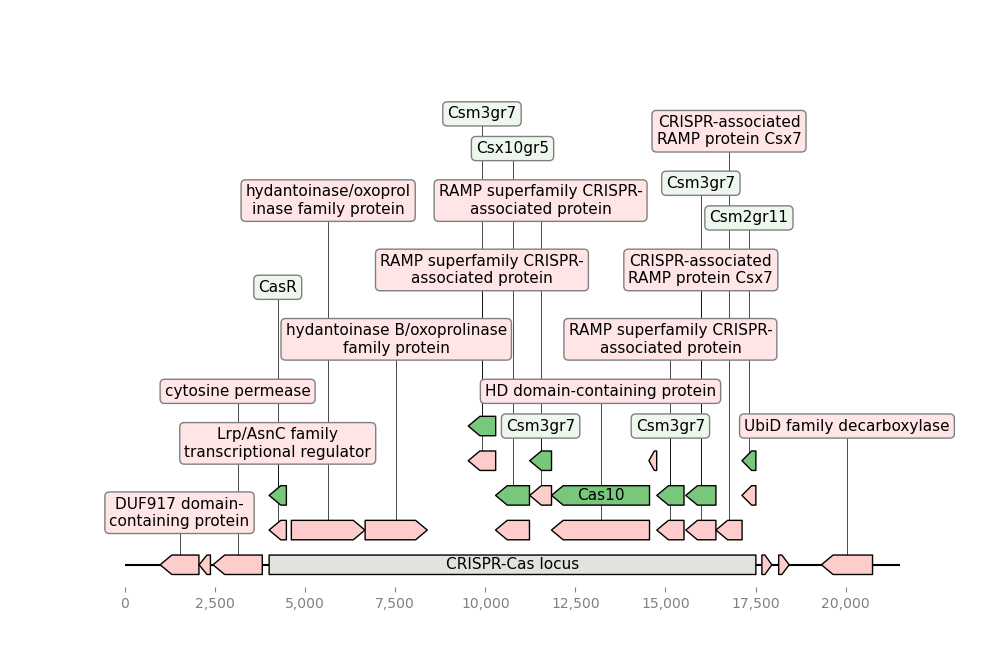 Csm3gr7
CRISPR-associated
RAMP protein Csx7
Csx10gr5
Csm3gr7
hydantoinase/oxoprol
inase family protein
RAMP superfamily CRISPR-
associated protein
Csm2gr11
RAMP superfamily CRISPR-
associated protein
CRISPR-associated
RAMP protein Csx7
CasR
hydantoinase B/oxoprolinase
family protein
RAMP superfamily CRISPR-
associated protein
cytosine permease
HD domain-containing protein
Lrp/AsnC family
transcriptional regulator
Csm3gr7
Csm3gr7
UbiD family decarboxylase
DUF917 domain-
containing protein
Cas10
CRISPR-Cas locus
0
2,500
5,000
7,500
10,000
12,500
15,000
17,500
20,000